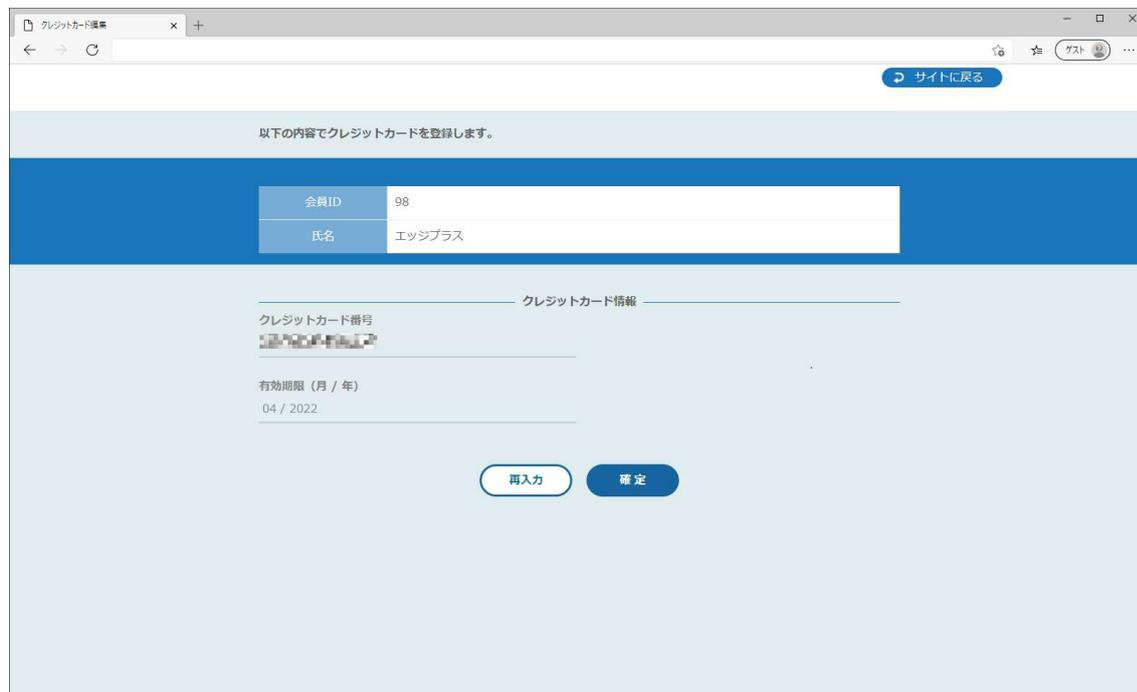 クレジットカード編集
ゲスト
サイトに戻る
以下の内容でクレジットカードを登録します。
会員ID 98
氏名 エッジプラス
クレジットカード情報
クレジットカード番号
有効期限（月 / 年）
04 / 2022
再入力 確定